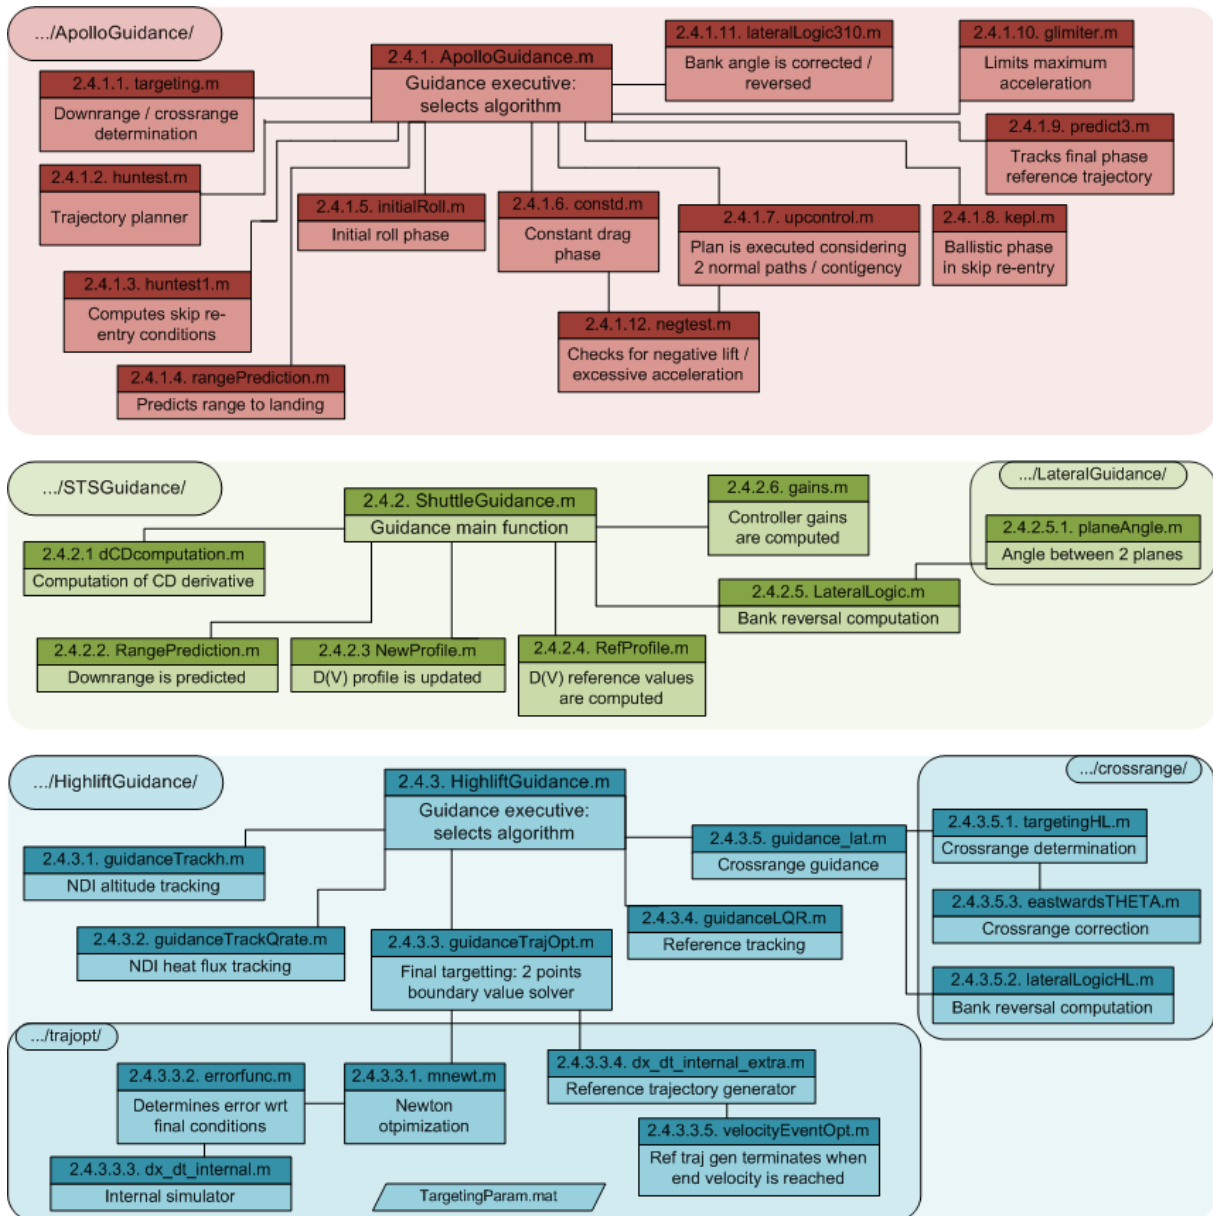 .../ApolloGuidance/
2.4.1. ApolloGuidance.m
Guidance executive:
selects algorithm
2.4.1.11. lateralLogic310.m
Bank angle is corrected /
reversed
2.4.1.10. glimiter.m
Limits maximum
acceleration
2.4.1.1. targeting.m
Downrange / crossrange
determination
2.4.1.9. predict3.m
Tracks final phase
reference trajectory
2.4.1.2. huntest.m
Trajectory planner
2.4.1.5. initialRoll.m
Initial roll phase
2.4.1.6. constd.m
Constant drag
phase
2.4.1.7. upcontrol.m
Plan is executed considering
2 normal paths / contigency
2.4.1.8. kepl.m
Ballistic phase
in skip re-entry
2.4.1.3. huntest1.m
Computes skip re-
entry conditions
2.4.1.12. negtest.m
Checks for negative lift /
excessive acceleration
2.4.1.4. rangePrediction.m
Predicts range to landing
.../STSGuidance/
.../LateralGuidance/
2.4.2. ShuttleGuidance.m
Guidance main function
2.4.2.6. gains.m
Controller gains
are computed
2.4.2.5.1. planeAngle.m
Angle between 2 planes
2.4.2.1 dCDcomputation.m
Computation of CD derivative
2.4.2.5. LateralLogic.m
Bank reversal computation
2.4.2.2. RangePrediction.m
Downrange is predicted
2.4.2.3 NewProfile.m
D(V) profile is updated
2.4.2.4. RefProfile.m
D(V) reference values
are computed
.../HighliftGuidance/
.../crossrange/
2.4.3. HighliftGuidance.m
Guidance executive:
selects algorithm
2.4.3.5. guidance_lat.m
Crossrange guidance
2.4.3.5.1. targetingHL.m
Crossrange determination
2.4.3.1. guidanceTrackh.m
NDI altitude tracking
2.4.3.5.3. eastwardsTHETA.m
Crossrange correction
2.4.3.4. guidanceLQR.m
Reference tracking
2.4.3.2. guidanceTrackQrate.m
NDI heat flux tracking
2.4.3.3. guidanceTrajOpt.m
Final targetting: 2 points
boundary value solver
2.4.3.5.2. lateralLogicHL.m
Bank reversal computation
.../trajopt/
2.4.3.3.2. errorfunc.m
Determines error wrt
final conditions
2.4.3.3.1. mnewt.m
Newton
otpimization
2.4.3.3.4. dx_dt_internal_extra.m
Reference trajectory generator
2.4.3.3.5. velocityEventOpt.m
Ref traj gen terminates when
end velocity is reached
2.4.3.3.3. dx_dt_internal.m
Internal simulator
TargetingParam.mat